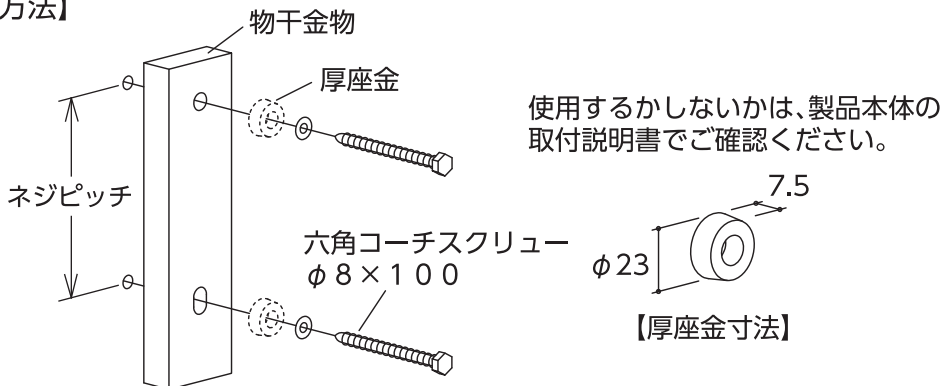 方法】
物干金物
厚座金
使用するかしないかは、製品本体の
取付説明書でご確認ください。
7.5
ネジピッチ
六角コーチスクリュー
φ8×100
φ23
【厚座金寸法】